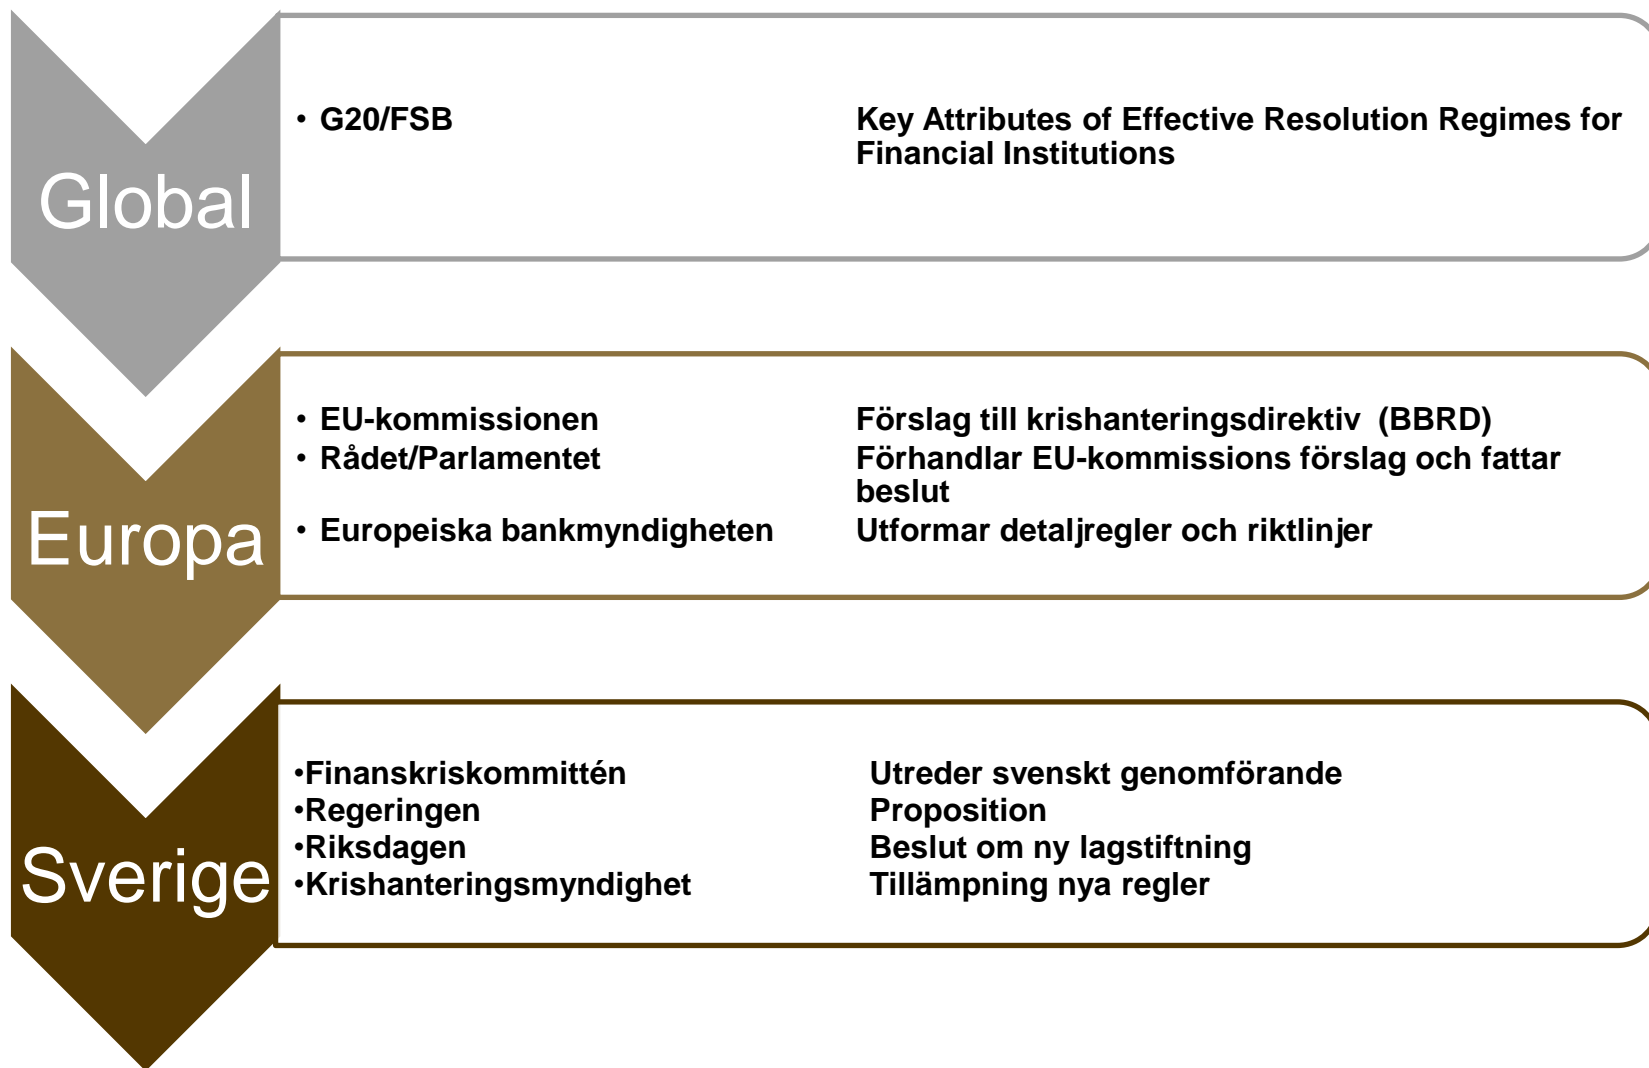 Global
• G20/FSB Key Attributes of Effective Resolution Regimes for
Financial Institutions
Europa
• EU-kommissionen Förslag till krishanteringsdirektiv (BBRD)
• Rådet/Parlamentet Förhandlar EU-kommissions förslag och fattar
beslut
• Europeiska bankmyndigheten Utformar detaljregler och riktlinjer
Sverige
•Finanskriskommittén Utreder svenskt genomförande
•Regeringen Proposition
•Riksdagen Beslut om ny lagstiftning
•Krishanteringsmyndighet Tillämpning nya regler